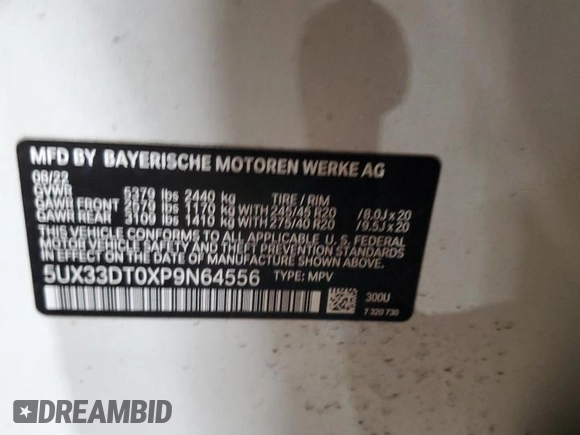 MFD BY BAYERISCHE MOTOREN WERKE AG
08/22
GVWR 5379 lbs 2440 kg TIRE / RIM
GAWR FRONT 2579 lbs 1170 kg WITH 245/45 R20 /8.0J x 20
GAWR REAR 3109 lbs 1410 kg WITH 275/40 R20 /9.5J x 20
THIS VEHICLE CONFORMS TO ALL APPLICABLE U.S. FEDERAL
MOTOR VEHICLE SAFETY AND THEFT PREVENTION STANDARDS
IN EFFECT ON THE DATE OF MANUFACTURE SHOWN ABOVE.
5UX33DT0XP9N64556 TYPE: MPV
300U
7 320 730
DREAMBID